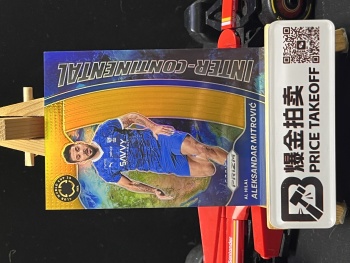 INTER-CONTINENTAL
SAVVY
PRIZM
AL HILAL
ALEKSANDAR MITROVIĆ
爆金拍卖
PRICE TAKEOFF